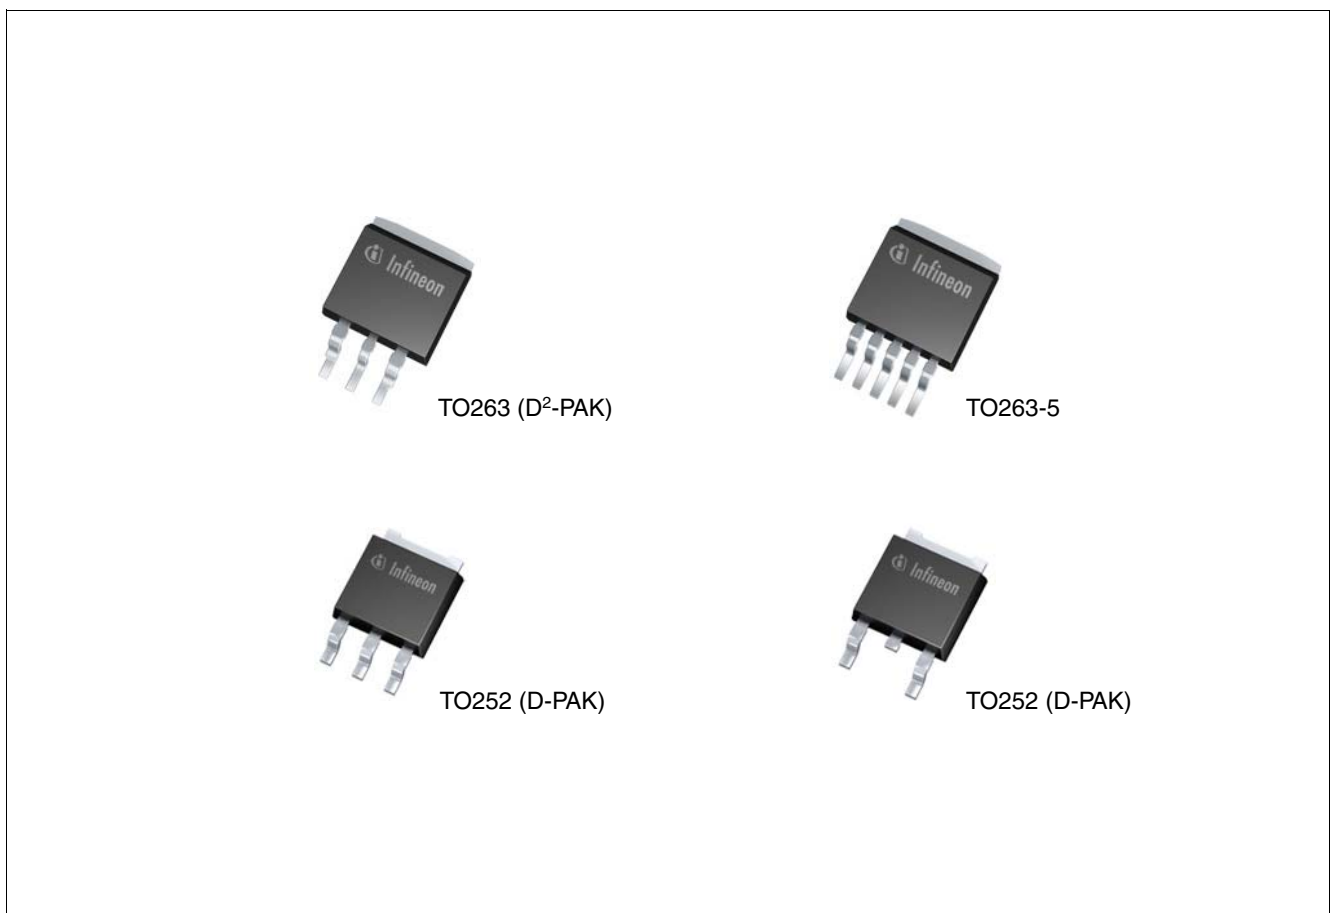 Infineon
Infineon
TO263 (D²-PAK)
TO263-5
Infineon
Infineon
TO252 (D-PAK)
TO252 (D-PAK)